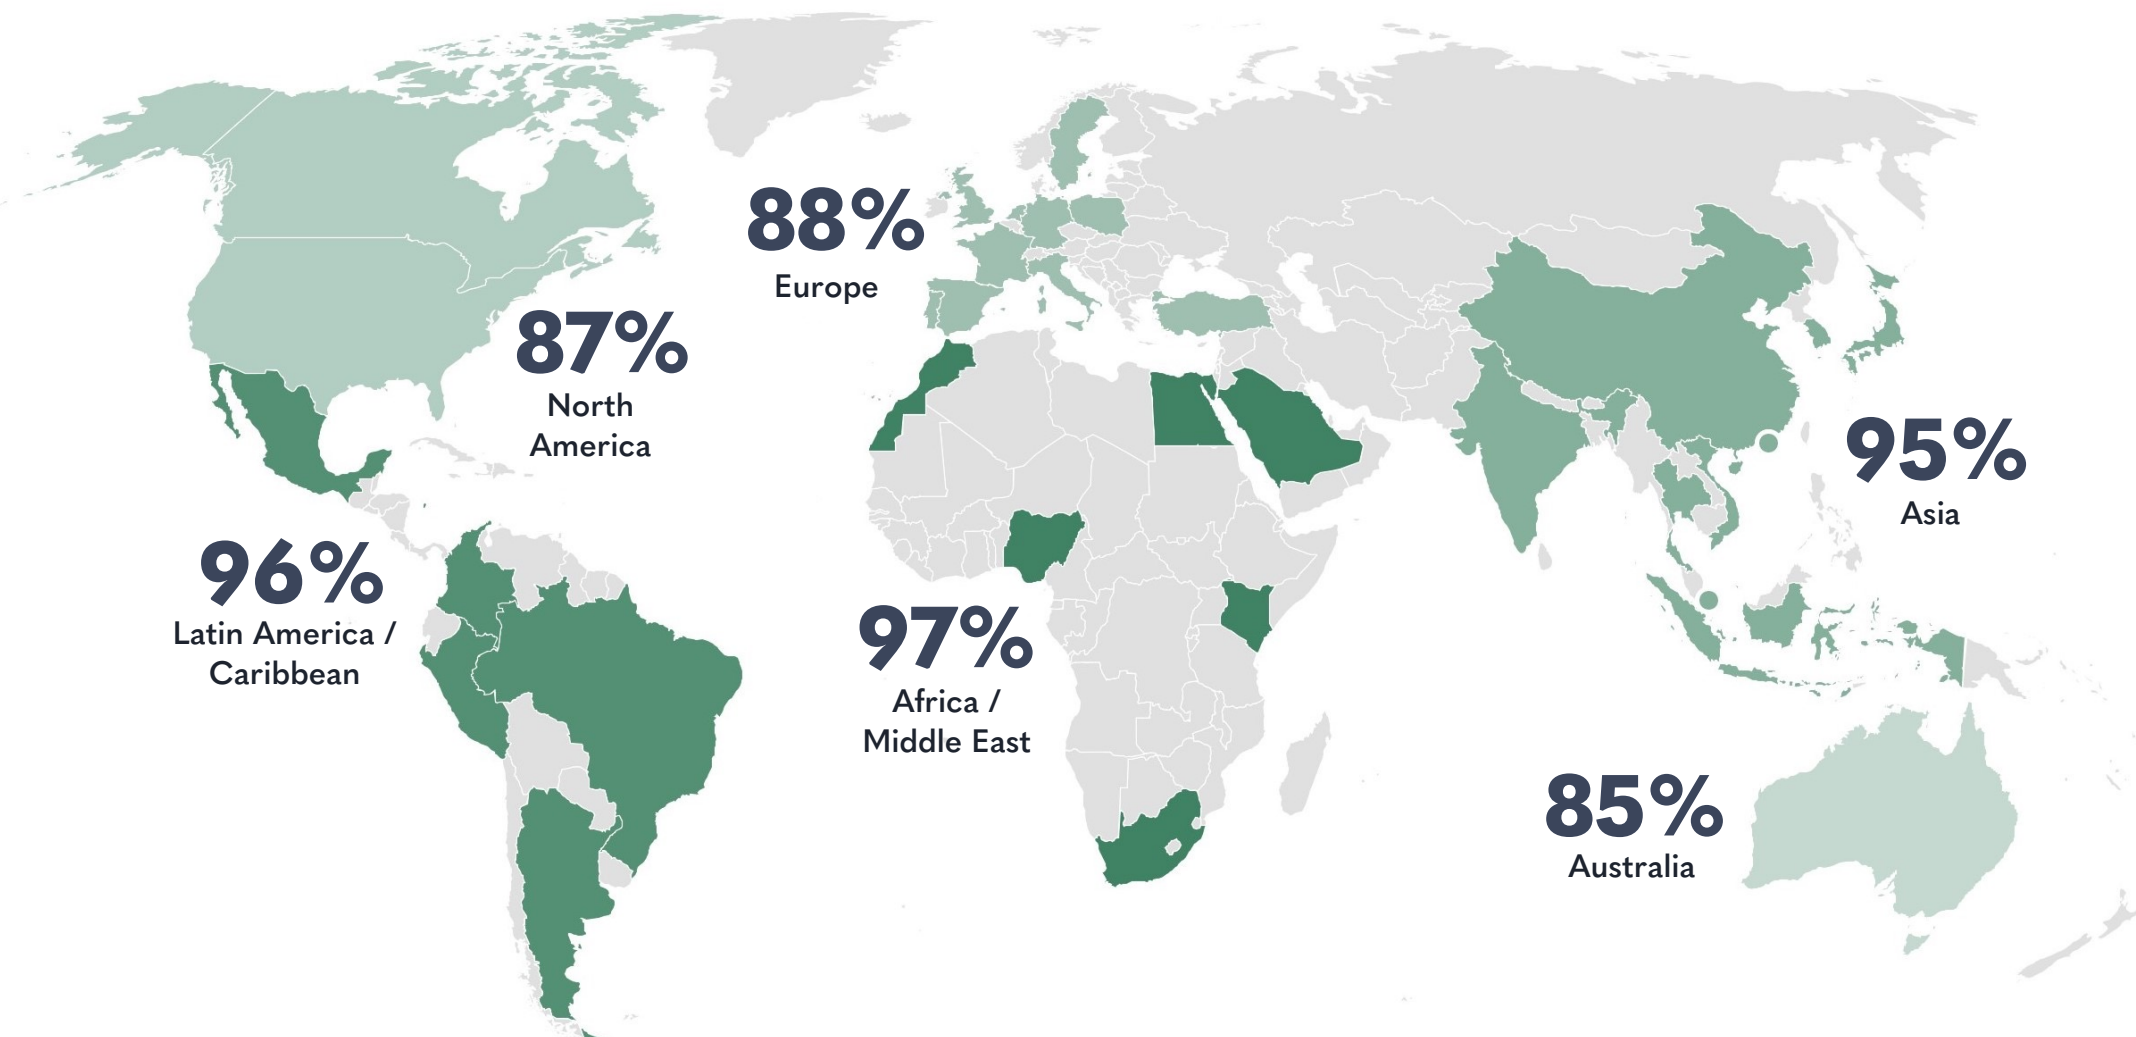 88%
Europe
87%
North
America
95%
Asia
96%
Latin America /
Caribbean
97%
Africa /
Middle East
85%
Australia